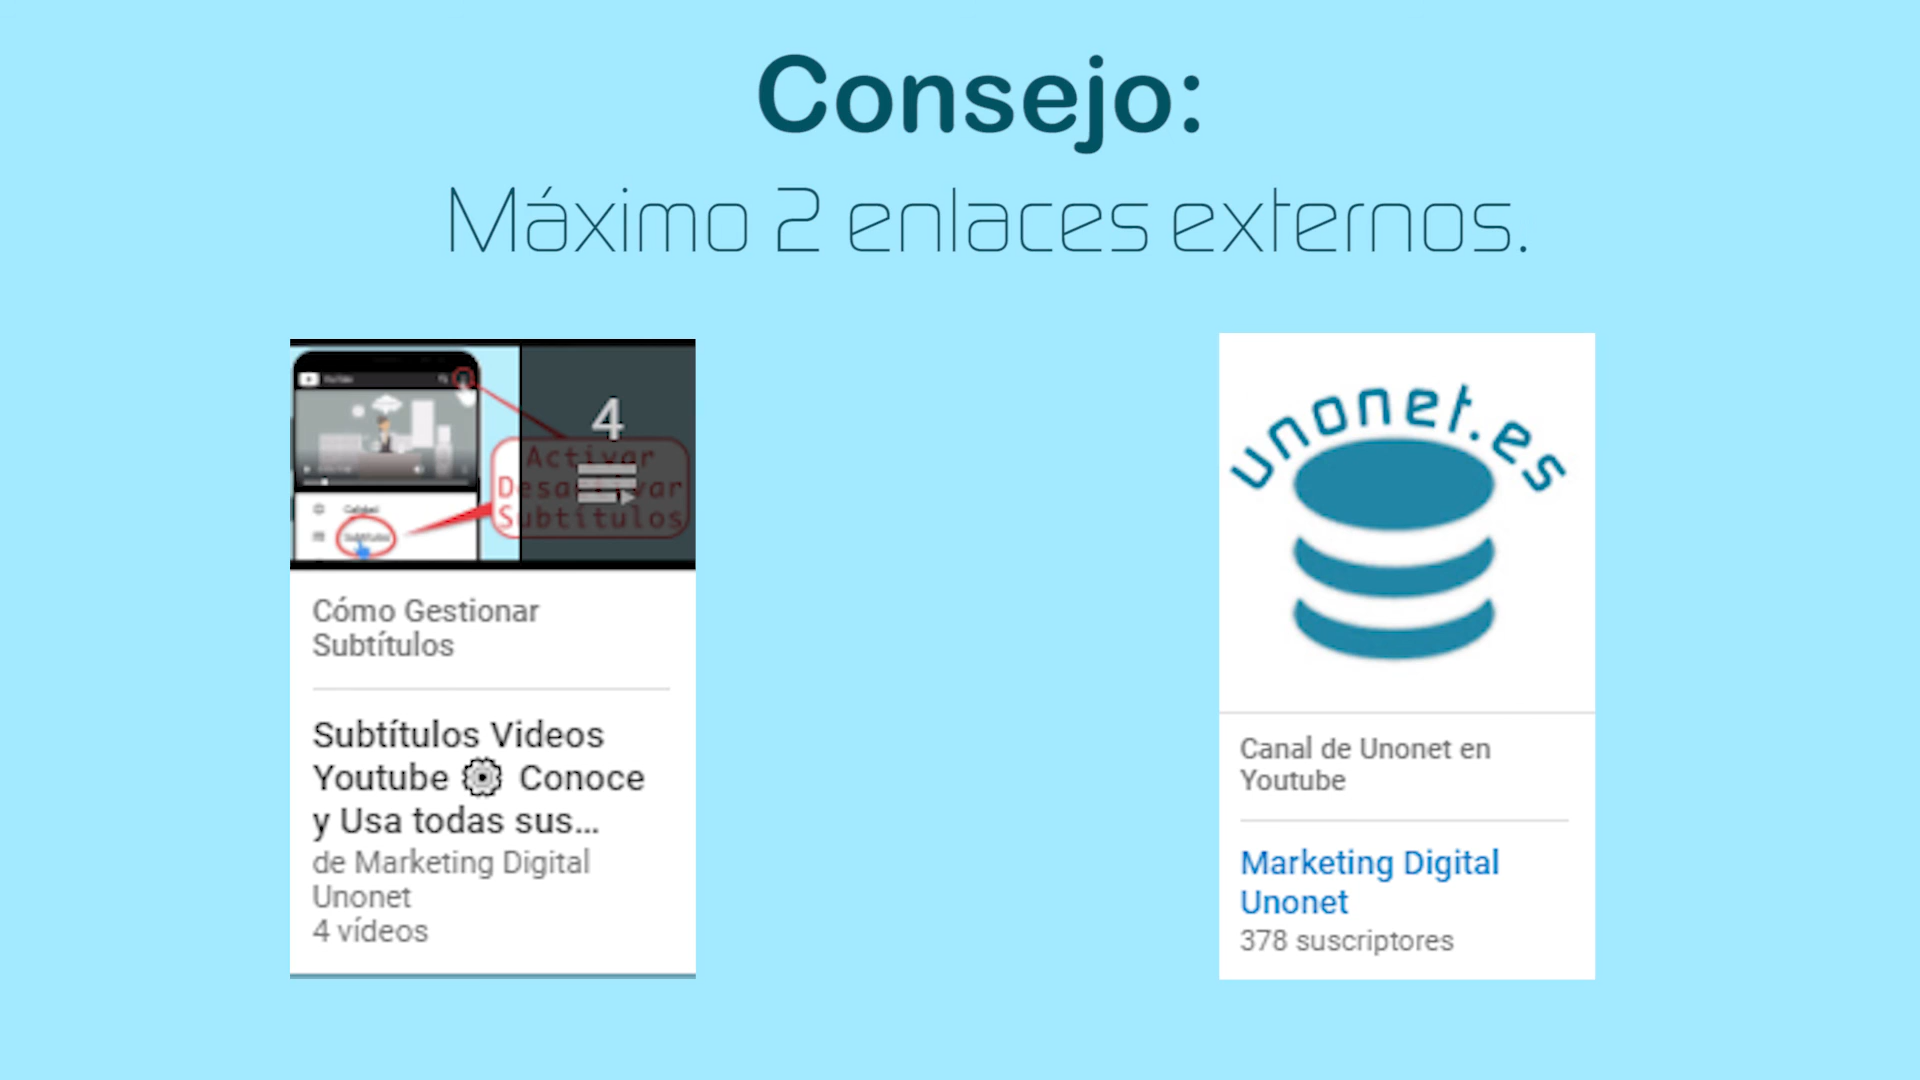 Consejo:
Máximo 2 enlaces externos.
4
Activar
Desactivar
Subtítulos
Cómo Gestionar
Subtítulos
Subtítulos Videos
Youtube Conoce
y Usa todas sus...
de Marketing Digital
Unonet
4 vídeos
unonet.es
Canal de Unonet en
Youtube
Marketing Digital
Unonet
378 suscriptores